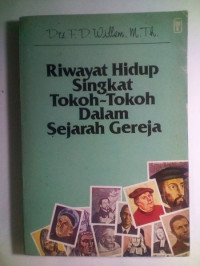 Drs. F. D. Wellem, M. Th.
Riwayat Hidup
Singkat
Tokoh-Tokoh
Dalam
Sejarah Gereja